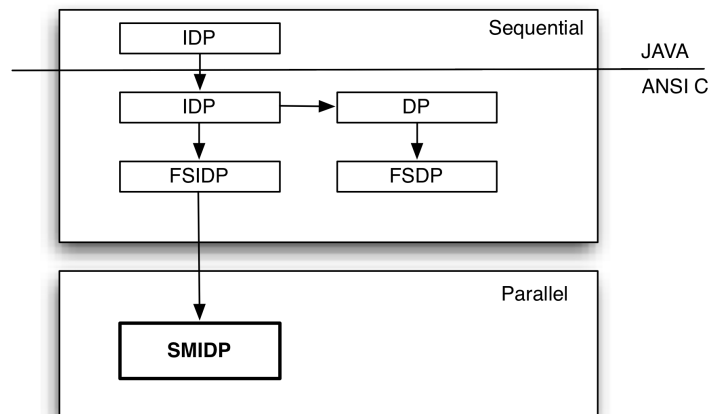 Sequential
IDP
JAVA
ANSI C
IDP
DP
FSIDP
FSDP
Parallel
SMIDP